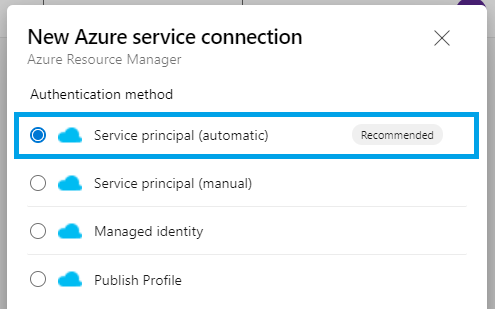 New Azure service connection
Azure Resource Manager
Authentication method
Service principal (automatic) Recommended
Service principal (manual)
Managed identity
Publish Profile